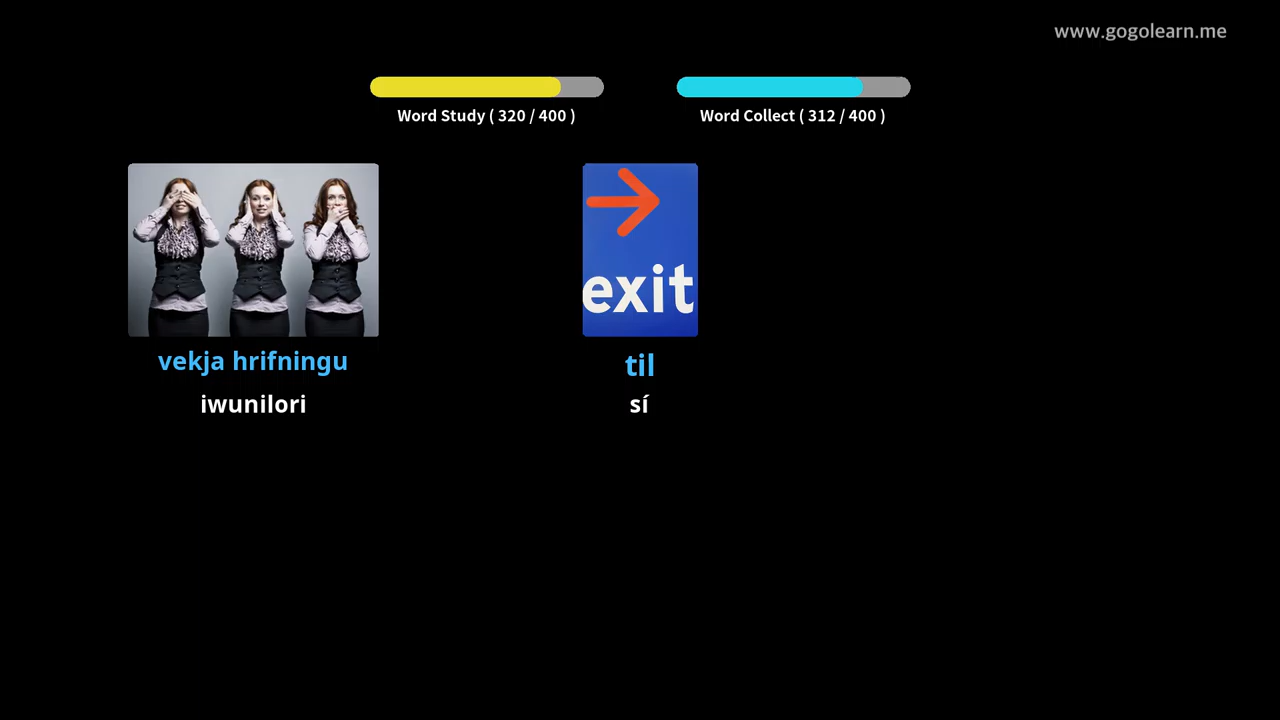 www.gogolearn.me
Word Study ( 320 / 400 )
Word Collect ( 312 / 400 )
exit
vekja hrifningu
til
iwunilori
sí